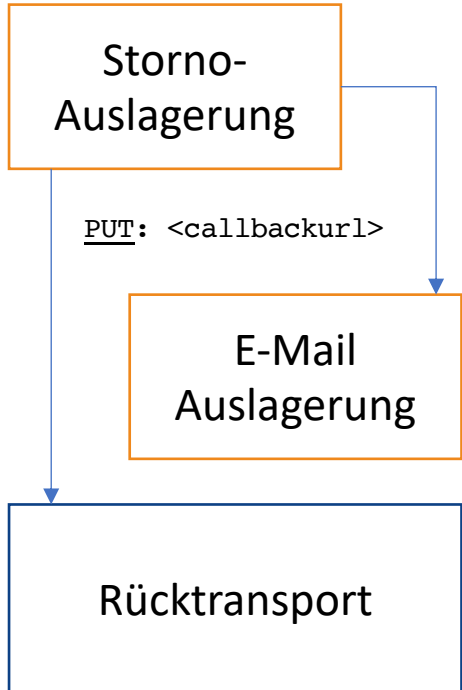 Storno-
Auslagerung
PUT: <callbackurl>
E-Mail
Auslagerung
Rücktransport